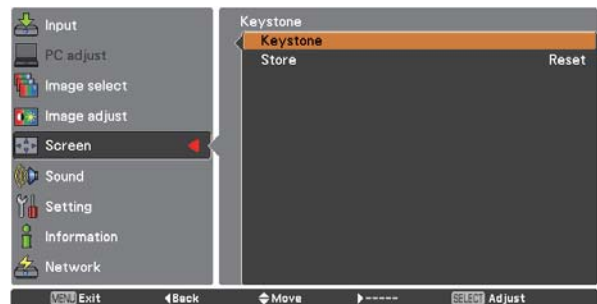 Input
PC adjust
Image select
Image adjust
Screen
Sound
Setting
Information
Network
Keystone
Keystone
Store Reset
MENU Exit Back Move ----- SELECT Adjust